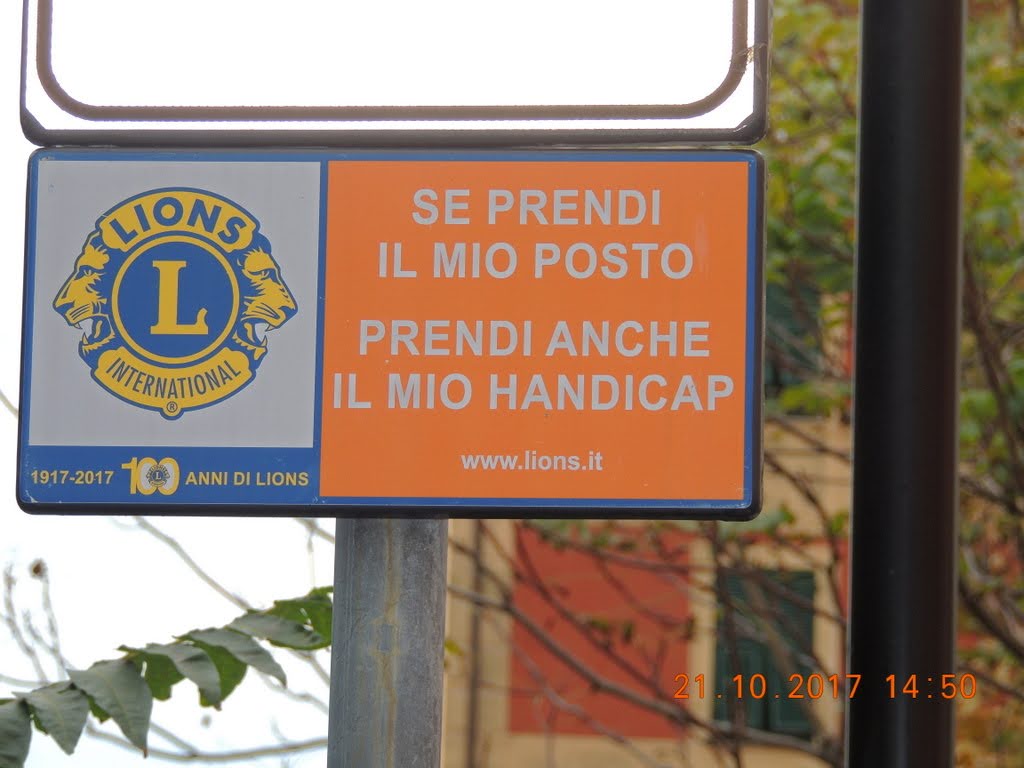 LIONS
L
INTERNATIONAL
®
1917-2017 100 ANNI DI LIONS
SE PRENDI
IL MIO POSTO
PRENDI ANCHE
IL MIO HANDICAP
www.lions.it
21.10.2017 14:50